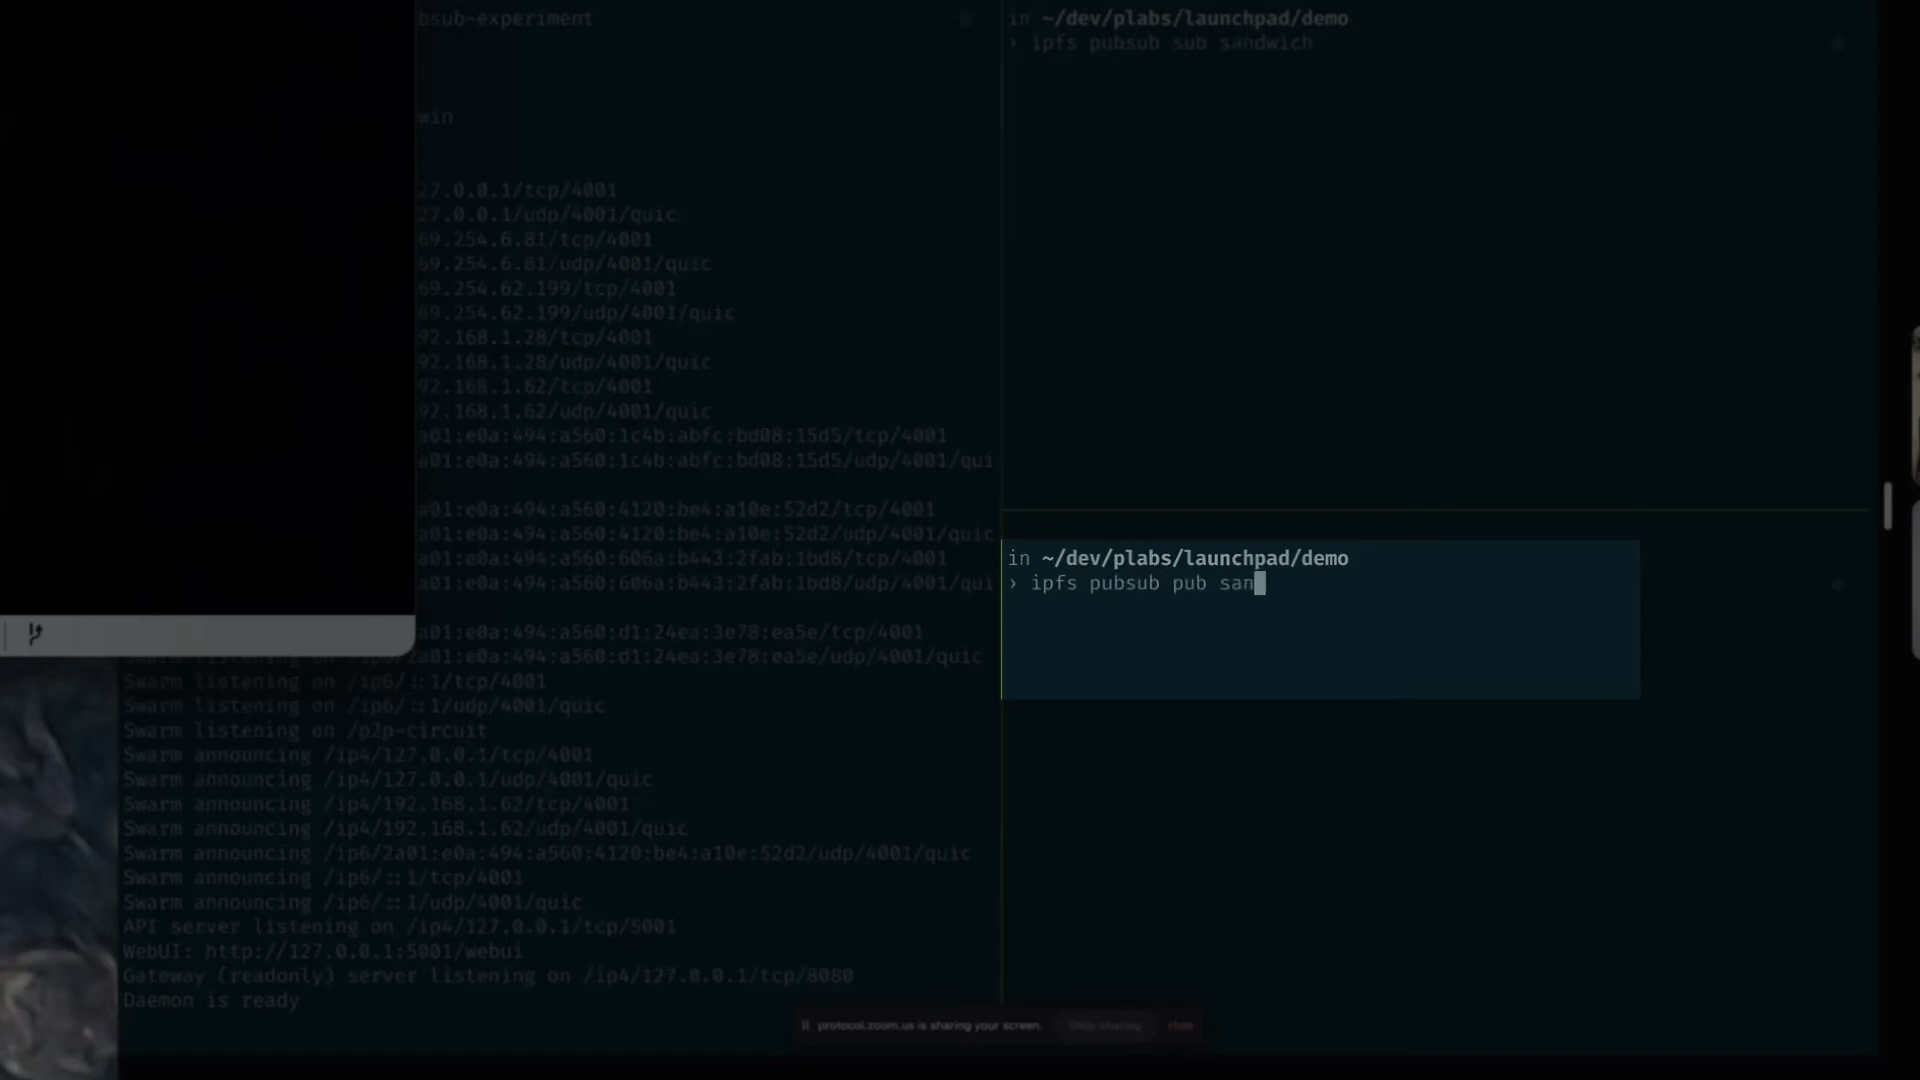 bsub-experiment
win
27.0.0.1/tcp/4001
27.0.0.1/udp/4001/quic
69.254.6.81/tcp/4001
69.254.6.81/udp/4001/quic
69.254.62.199/tcp/4001
69.254.62.199/udp/4001/quic
92.168.1.28/tcp/4001
92.168.1.28/udp/4001/quic
92.168.1.62/tcp/4001
92.168.1.62/udp/4001/quic
a01:e0a:494:a560:1c4b:abfc:bd08:15d5/tcp/4001
a01:e0a:494:a560:1c4b:abfc:bd08:15d5/udp/4001/qui
a01:e0a:494:a560:4120:be4:a10e:52d2/tcp/4001
a01:e0a:494:a560:4120:be4:a10e:52d2/udp/4001/quic
a01:e0a:494:a560:606a:b443:2fab:1bd8/tcp/4001
a01:e0a:494:a560:606a:b443:2fab:1bd8/udp/4001/qui
a01:e0a:494:a560:d1:24ea:3e78:ea5e/tcp/4001
Swarm listening on /ip6/2a01:e0a:494:a560:d1:24ea:3e78:ea5e/udp/4001/quic
Swarm listening on /ip6/::1/tcp/4001
Swarm listening on /ip6/::1/udp/4001/quic
Swarm listening on /p2p-circuit
Swarm announcing /ip4/127.0.0.1/tcp/4001
Swarm announcing /ip4/127.0.0.1/udp/4001/quic
Swarm announcing /ip4/192.168.1.62/tcp/4001
Swarm announcing /ip4/192.168.1.62/udp/4001/quic
Swarm announcing /ip6/2a01:e0a:494:a560:4120:be4:a10e:52d2/udp/4001/quic
Swarm announcing /ip6/::1/tcp/4001
Swarm announcing /ip6/::1/udp/4001/quic
API server listening on /ip4/127.0.0.1/tcp/5001
WebUI: http://127.0.0.1:5001/webui
Gateway (readonly) server listening on /ip4/127.0.0.1/tcp/8080
Daemon is ready
in ~/dev/plabs/launchpad/demo
› ipfs pubsub sub sandwich
in ~/dev/plabs/launchpad/demo
› ipfs pubsub pub san
protocol.zoom.us is sharing your screen. Stop sharing Hide